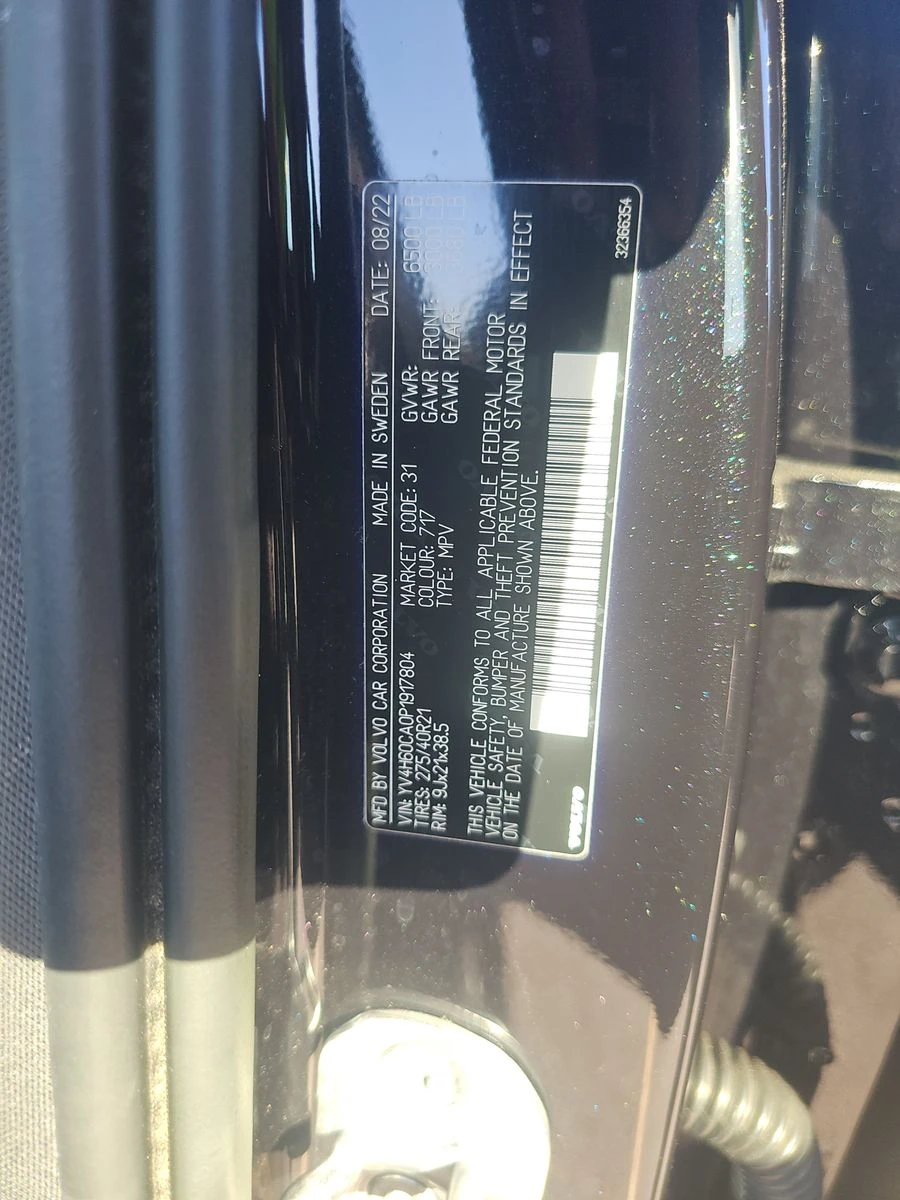 MFD BY VOLVO CAR CORPORATION MADE IN SWEDEN DATE: 08/22
VIN: YV4H60CA0P1917804 MARKET CODE: 31 GVWR: 6500 LB
TIRES: 275/40R21 COLOUR: 717 GAWR FRONT: LB
RIM: 9Jx21x38.5 TYPE: MPV GAWR REAR: LB
THIS VEHICLE CONFORMS TO ALL APPLICABLE FEDERAL MOTOR
VEHICLE SAFETY, BUMPER AND THEFT PREVENTION STANDARDS IN EFFECT
ON THE DATE OF MANUFACTURE SHOWN ABOVE.
VOLVO 32366354